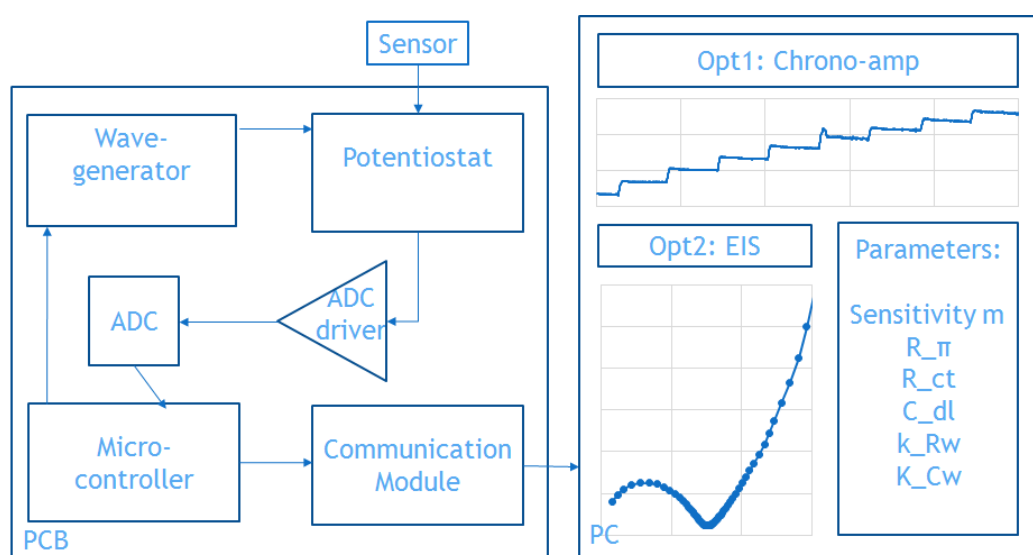 Sensor
Wave-
generator
Potentiostat
ADC
ADC
driver
Micro-
controller
Communication
Module
PCB
Opt1: Chrono-amp
Opt2: EIS
Parameters:
Sensitivity m
R_π
R_ct
C_dl
k_Rw
K_Cw
PC